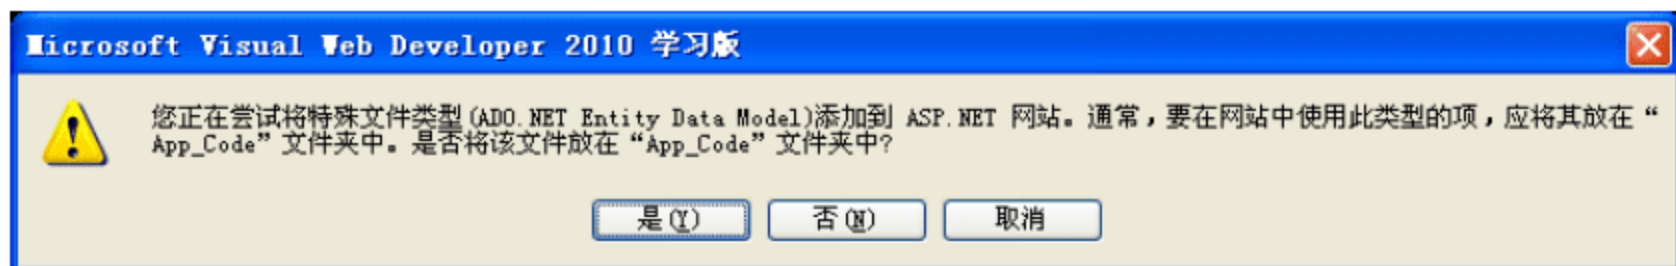 Microsoft Visual Web Developer 2010 学习版
您正在尝试将特殊文件类型(ADO.NET Entity Data Model)添加到 ASP.NET 网站。通常，要在网站中使用此类型的项，应将其放在“
App_Code”文件夹中。是否将该文件放在“App_Code”文件夹中?
是(Y) 否(N) 取消